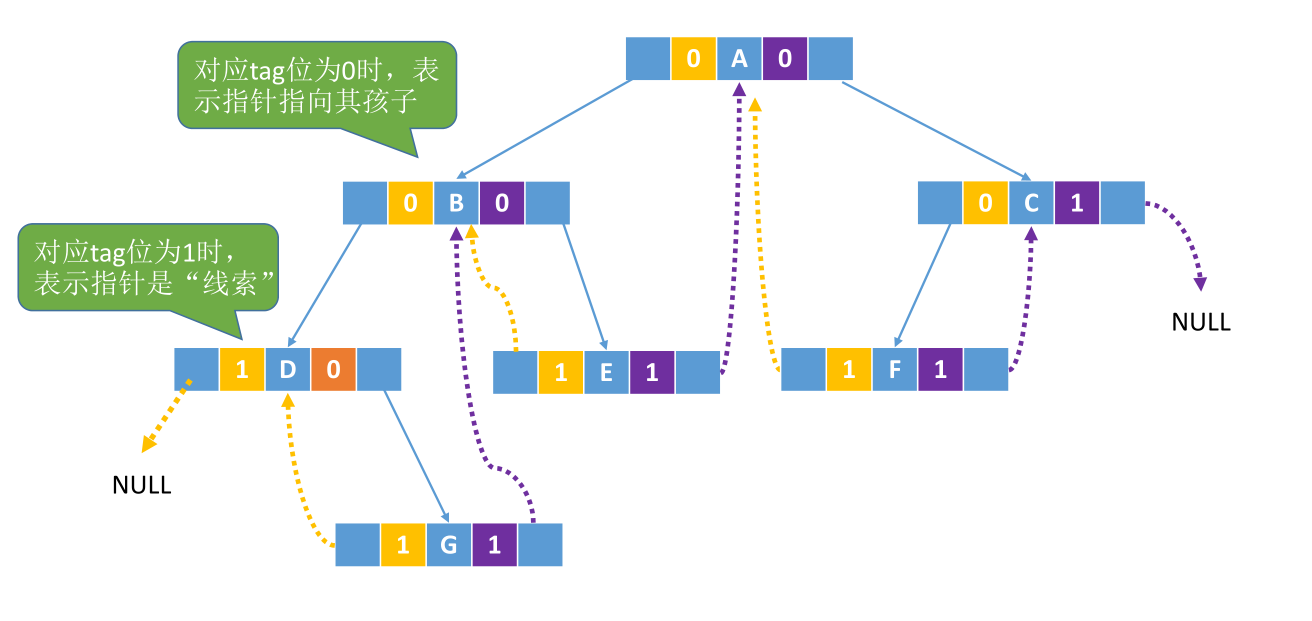 对应tag位为0时，表
示指针指向其孩子
0 A 0
0 B 0
0 C 1
对应tag位为1时，
表示指针是“线索”
NULL
1 D 0
1 E 1
1 F 1
NULL
1 G 1